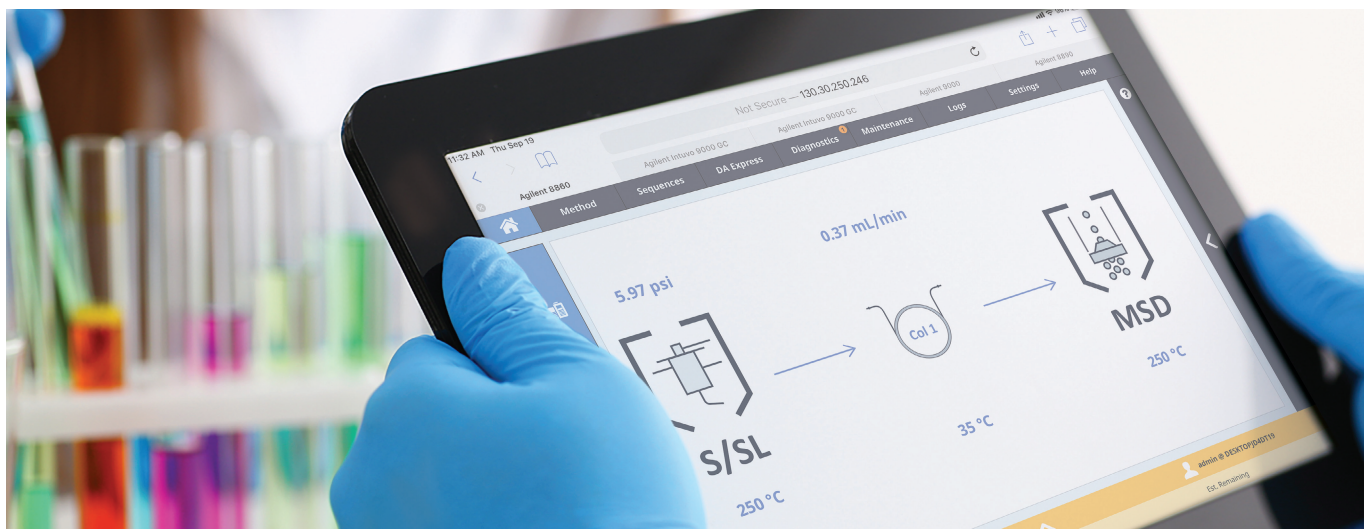 11:32 AM Thu Sep 19
Not Secure — 130.30.250.246
Agilent 8860
Agilent Intuvo 9000 GC
Agilent Intuvo 9000 GC
Agilent 9000
Agilent 8890
Method
Sequences
DA Express
Diagnostics
1
Maintenance
Logs
Settings
Help
?
5.97 psi
0.37 mL/min
Col 1
S/SL
MSD
250 °C
35 °C
250 °C
admin @ DESKTOPJD4DT19
Est. Remaining